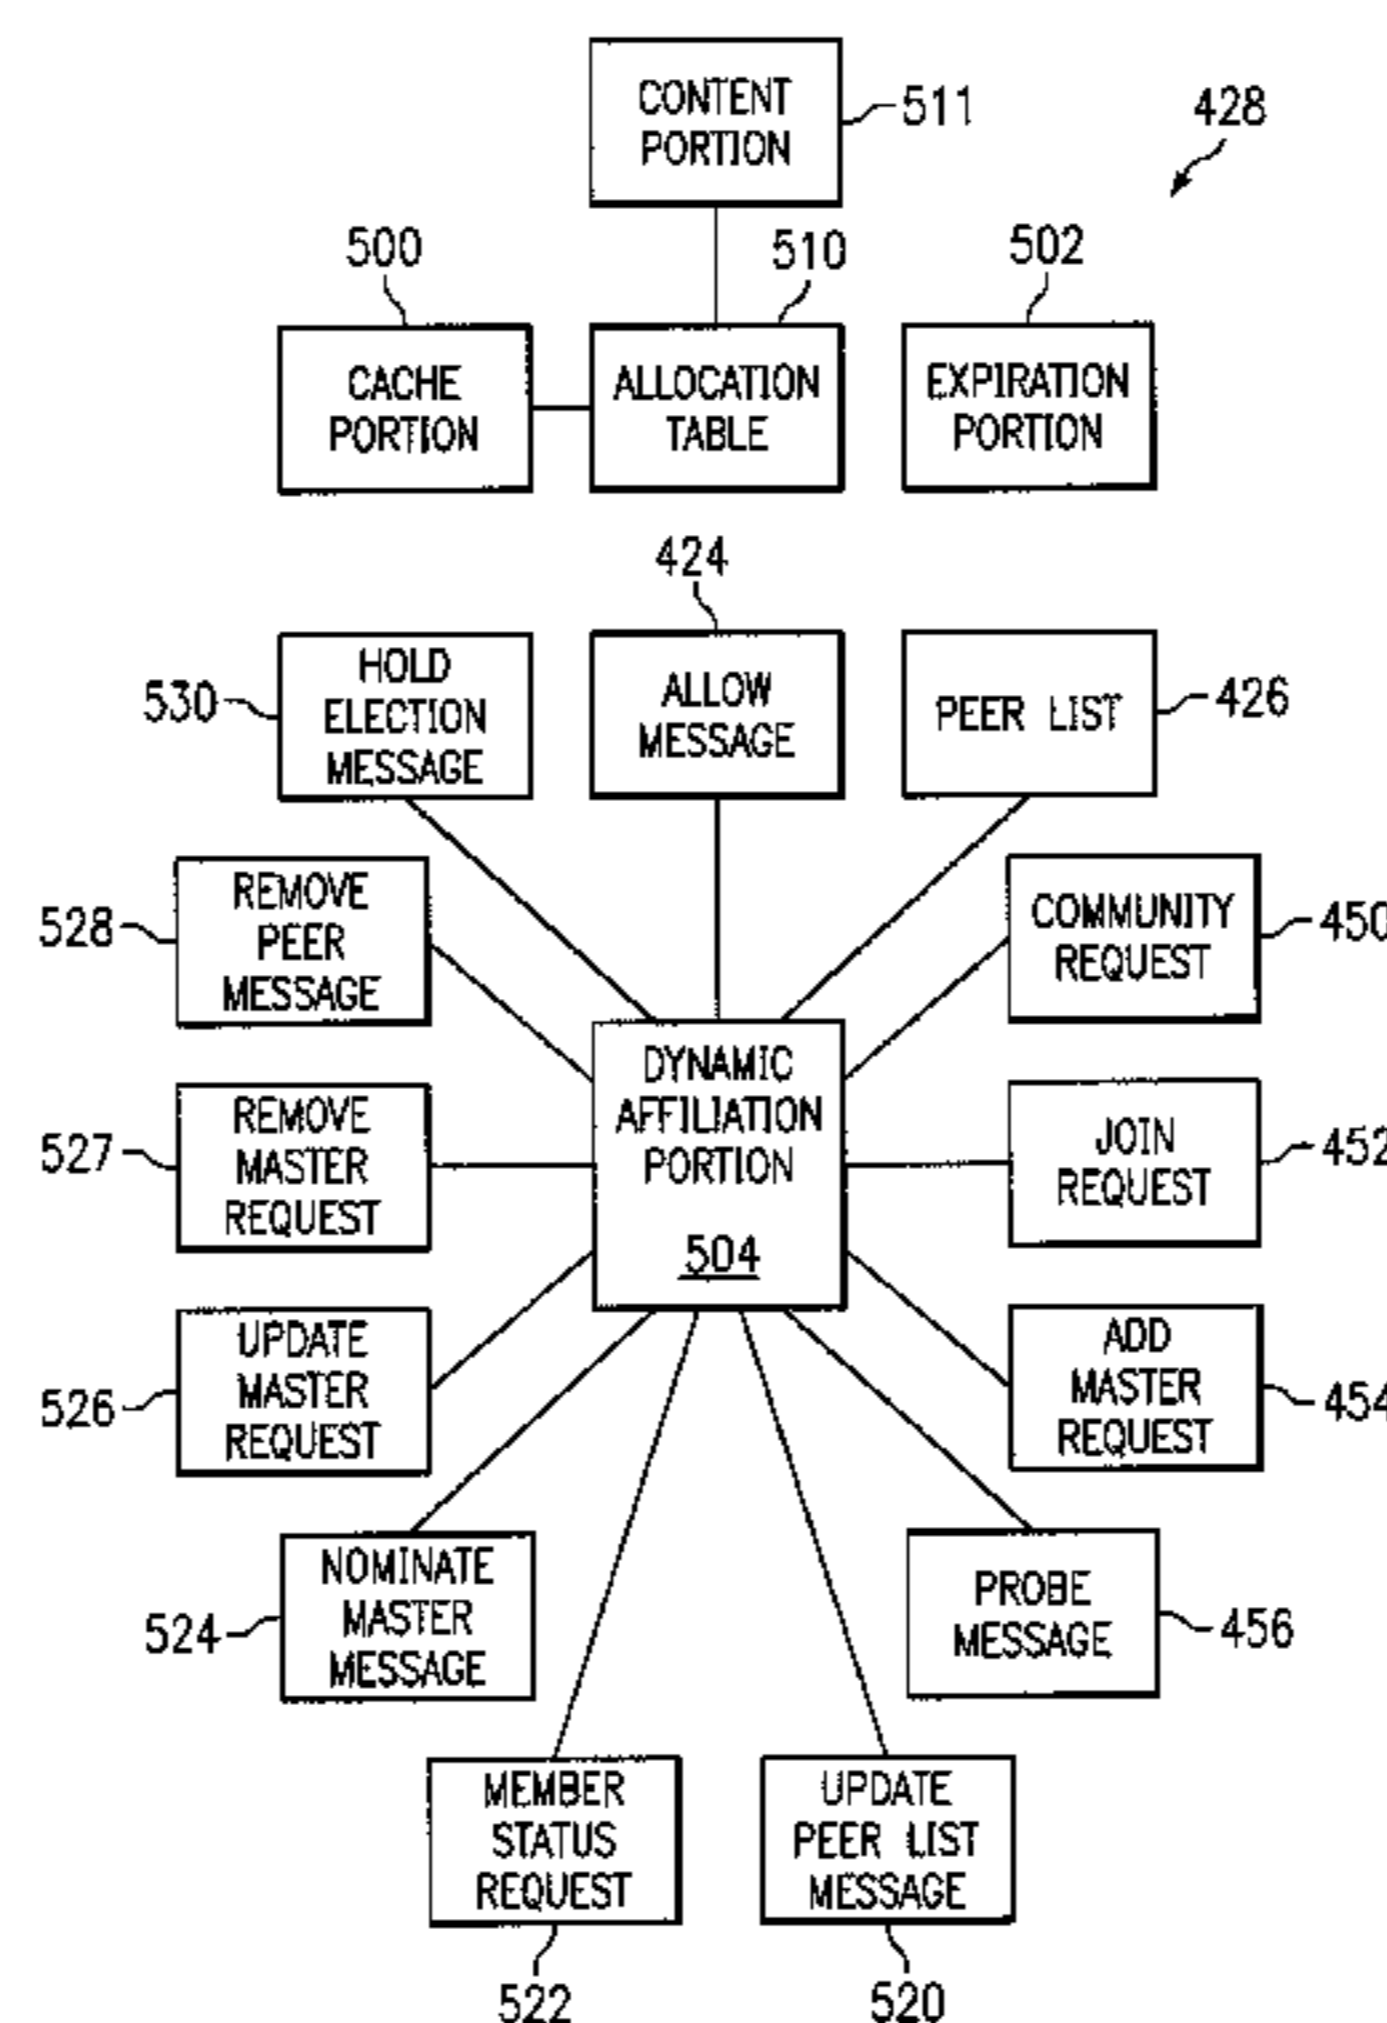 CONTENT
PORTION
511
428
500
510
502
CACHE
PORTION
ALLOCATION
TABLE
EXPIRATION
PORTION
424
530
HOLD
ELECTION
MESSAGE
ALLOW
MESSAGE
PEER LIST
426
528
REMOVE
PEER
MESSAGE
COMMUNITY
REQUEST
450
DYNAMIC
AFFILIATION
PORTION
504
527
REMOVE
MASTER
REQUEST
JOIN
REQUEST
452
526
UPDATE
MASTER
REQUEST
ADD
MASTER
REQUEST
454
524
NOMINATE
MASTER
MESSAGE
PROBE
MESSAGE
456
MEMBER
STATUS
REQUEST
522
UPDATE
PEER LIST
MESSAGE
520